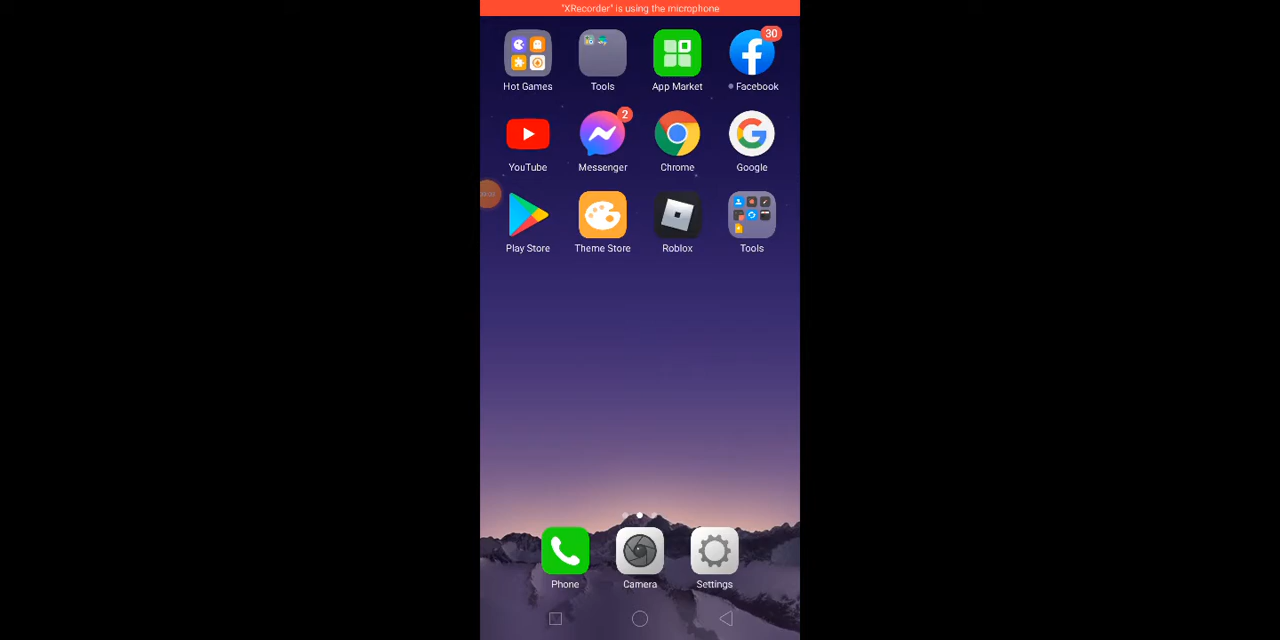 "XRecorder" is using the microphone
30
Hot Games
Tools
App Market
Facebook
2
YouTube
Messenger
Chrome
Google
Play Store
Theme Store
Roblox
Tools
Phone
Camera
Settings